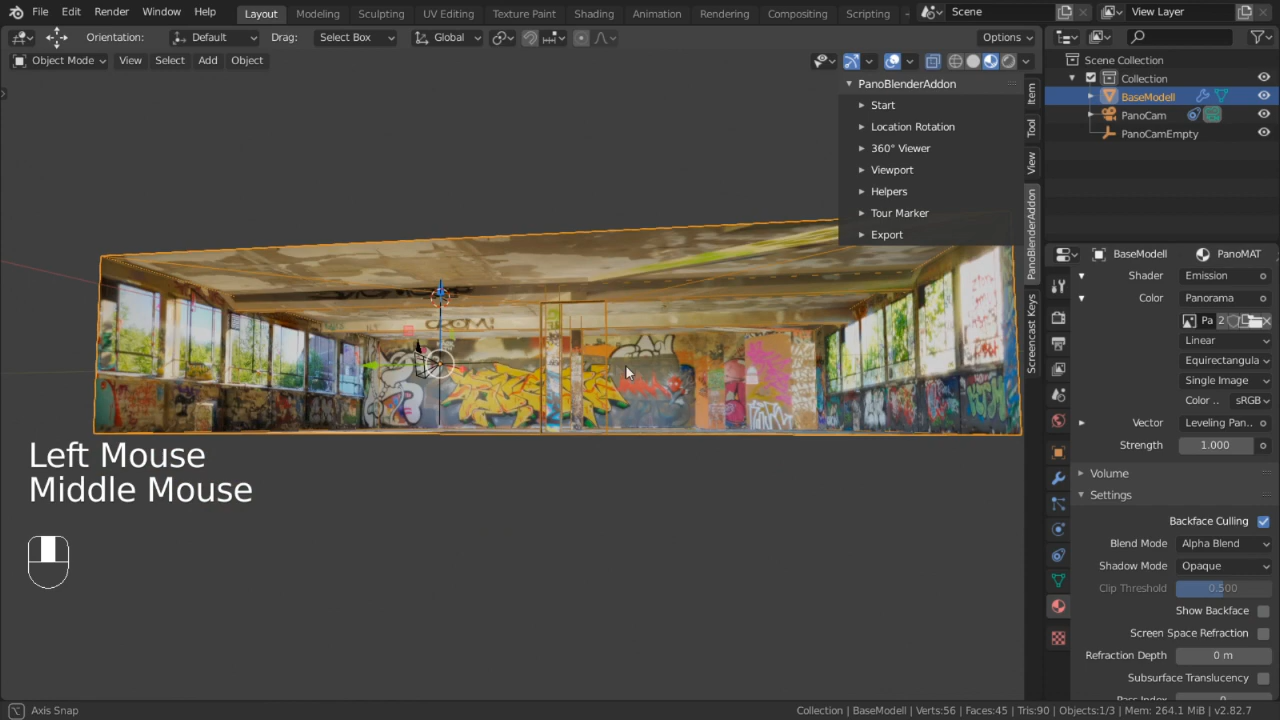 File Edit Render Window Help Layout Modeling Sculpting UV Editing Texture Paint Shading Animation Rendering Compositing Scripting Scene View Layer
Orientation: Default Drag: Select Box Global Options
Object Mode View Select Add Object
PanoBlenderAddon
Start
Location Rotation
360° Viewer
Viewport
Helpers
Tour Marker
Export
Item
Tool
View
PanoBlenderAddon
Screencast Keys
Scene Collection
Collection
BaseModell
PanoCam
PanoCamEmpty
BaseModell PanoMAT
Shader Emission
Color Panorama
Pa 2
Linear
Equirectangula
Single Image
Color .. sRGB
Vector Leveling Pan..
Strength 1.000
Volume
Settings
Backface Culling
Blend Mode Alpha Blend
Shadow Mode Opaque
Clip Threshold 0.500
Show Backface
Screen Space Refraction
Refraction Depth 0 m
Subsurface Translucency
Pass Index 0
Left Mouse
Middle Mouse
Axis Snap
Collection | BaseModell | Verts:56 | Faces:45 | Tris:90 | Objects:1/3 | Mem: 264.1 MiB | v2.82.7